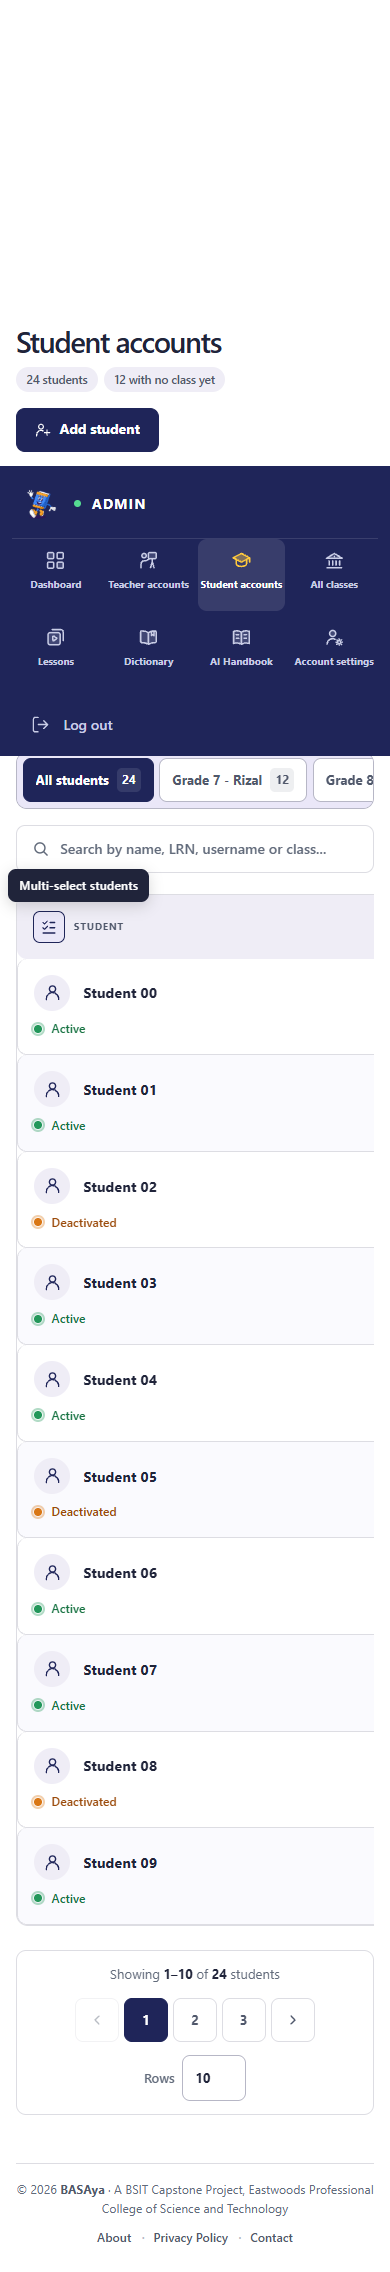 Student accounts
24 students 12 with no class yet
Add student
ADMIN
Dashboard Teacher accounts Student accounts All classes
Lessons Dictionary AI Handbook Account settings
Log out
All students 24 Grade 7 - Rizal 12 Grade 8
Search by name, LRN, username or class...
Multi-select students
STUDENT
Student 00
Active
Student 01
Active
Student 02
Deactivated
Student 03
Active
Student 04
Active
Student 05
Deactivated
Student 06
Active
Student 07
Active
Student 08
Deactivated
Student 09
Active
Showing 1–10 of 24 students
1 2 3
Rows 10
© 2026 BASAya · A BSIT Capstone Project, Eastwoods Professional
College of Science and Technology
About · Privacy Policy · Contact